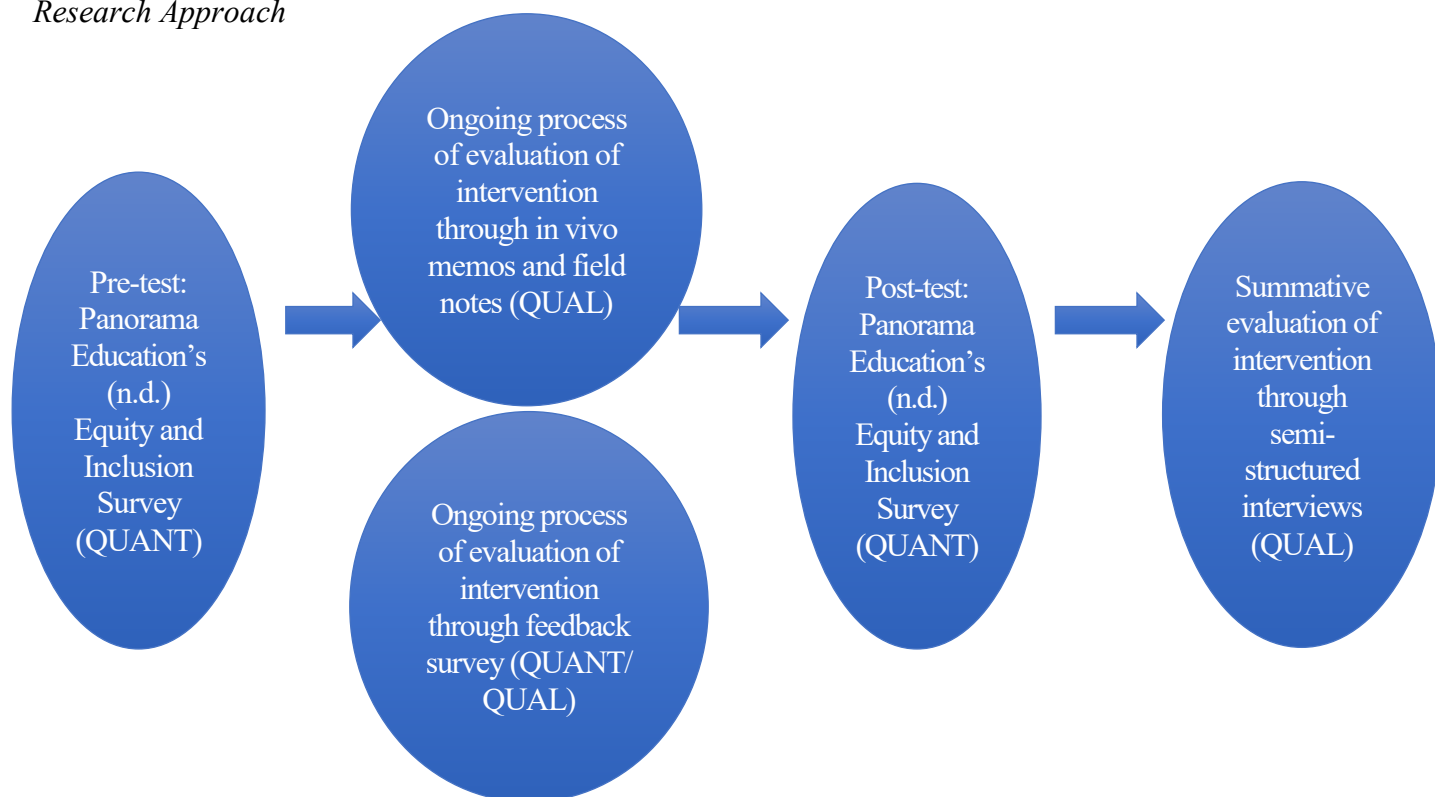 Research Approach
Pre-test:
Panorama
Education’s
(n.d.)
Equity and
Inclusion
Survey
(QUANT)
Ongoing process
of evaluation of
intervention
through in vivo
memos and field
notes (QUAL)
Ongoing process
of evaluation of
intervention
through feedback
survey (QUANT/
QUAL)
Post-test:
Panorama
Education’s
(n.d.)
Equity and
Inclusion
Survey
(QUANT)
Summative
evaluation of
intervention
through
semi-
structured
interviews
(QUAL)